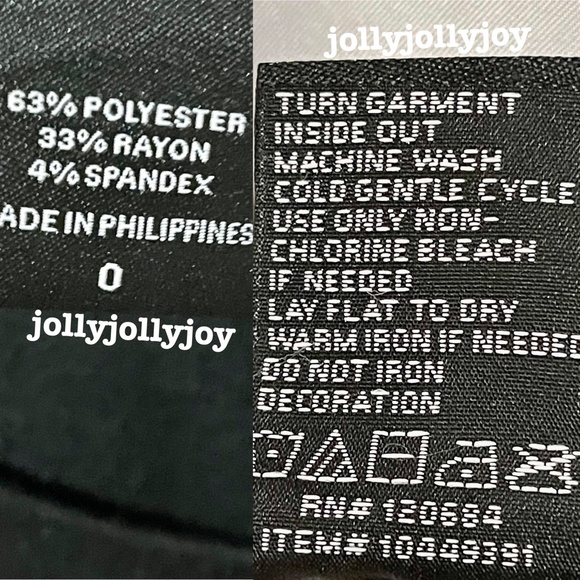 63% POLYESTER
33% RAYON
4% SPANDEX
ADE IN PHILIPPINES
0
jollyjollyjoy
jollyjollyjoy
TURN GARMENT
INSIDE OUT
MACHINE WASH
COLD GENTLE CYCLE
USE ONLY NON-
CHLORINE BLEACH
IF NEEDED
LAY FLAT TO DRY
WARM IRON IF NEEDED
DO NOT IRON
DECORATION
RN# 120894
ITEM# 10449391